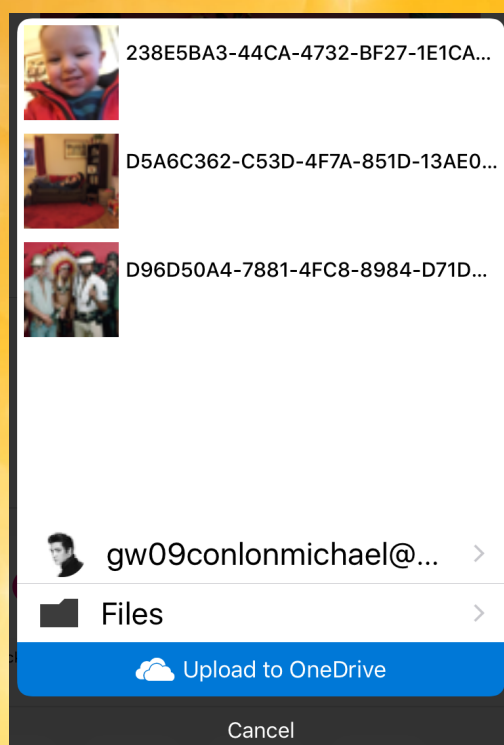 238E5BA3-44CA-4732-BF27-1E1CA...
D5A6C362-C53D-4F7A-851D-13AE0...
D96D50A4-7881-4FC8-8984-D71D...
gw09conlonmichael@...
Files
Upload to OneDrive
Cancel